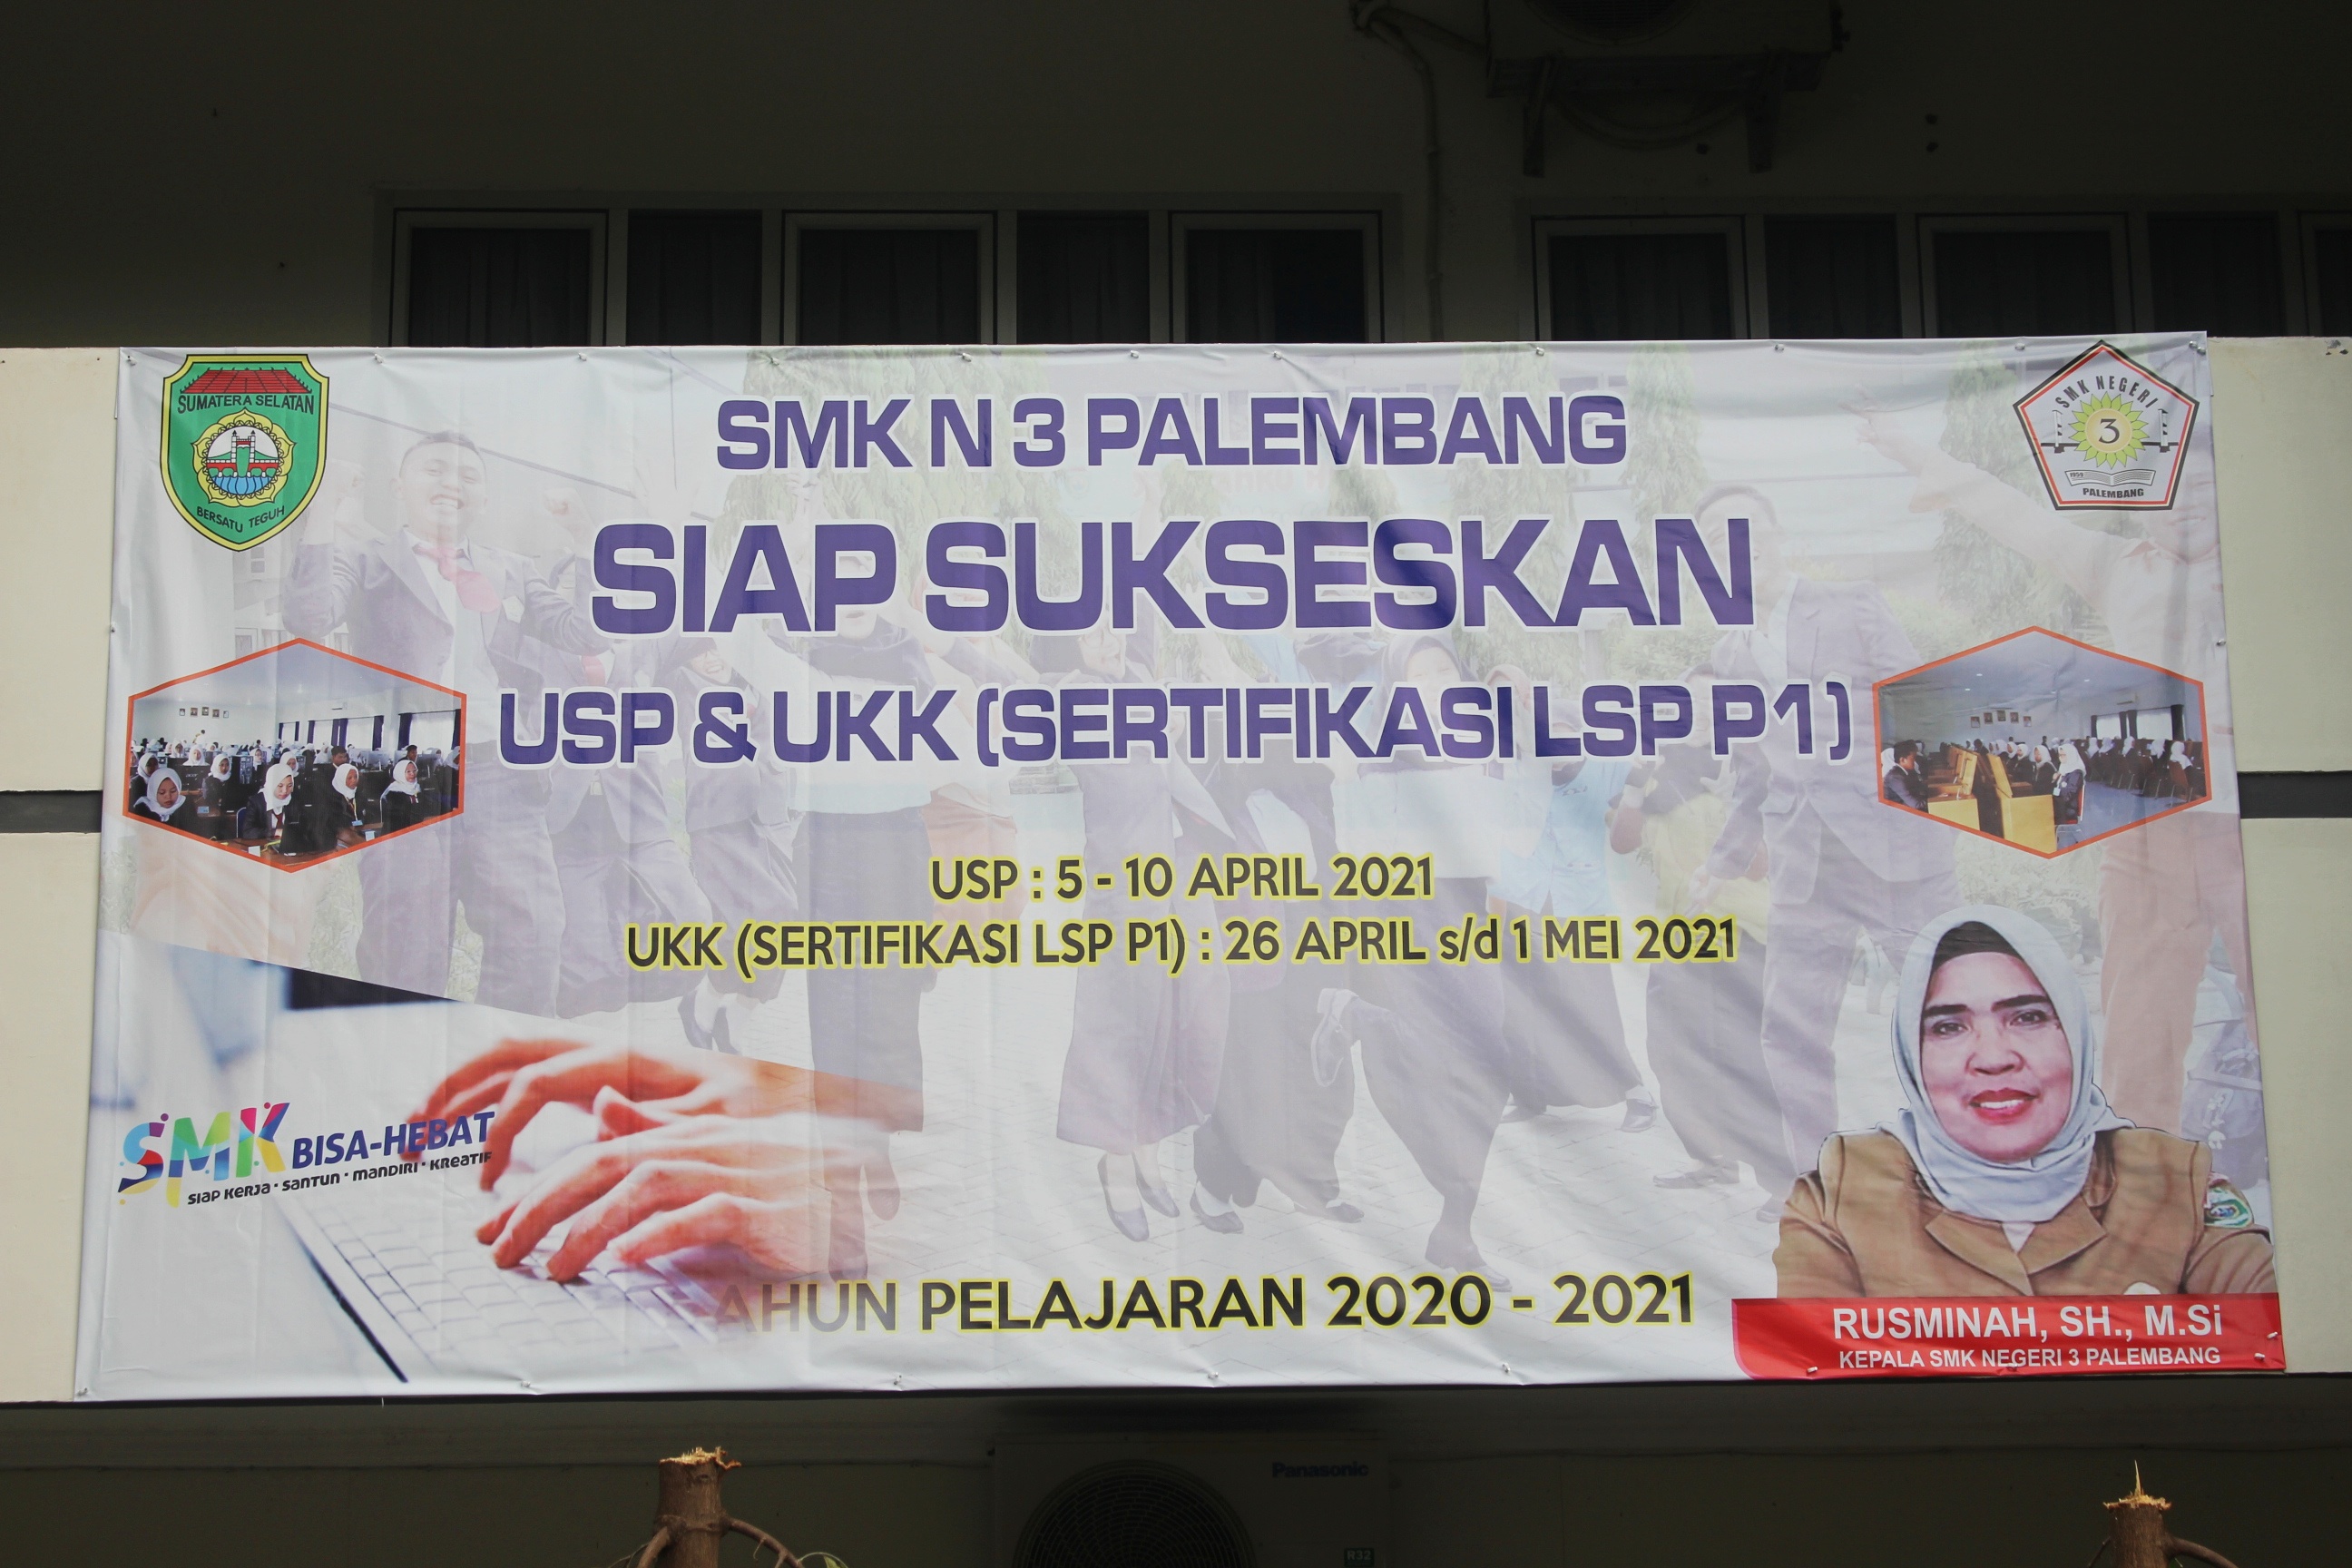 SUMATERA SELATAN
BERSATU TEGUH
SMK NEGERI
3
1959
PALEMBANG
SMK N 3 PALEMBANG
SIAP SUKSESKAN
USP & UKK (SERTIFIKASI LSP P1)
USP : 5 - 10 APRIL 2021
UKK (SERTIFIKASI LSP P1) : 26 APRIL s/d 1 MEI 2021
SMK BISA-HEBAT
SIAP KERJA • SANTUN • MANDIRI • KREATIF
AHUN PELAJARAN 2020 - 2021
RUSMINAH, SH., M.Si
KEPALA SMK NEGERI 3 PALEMBANG
Panasonic
R32